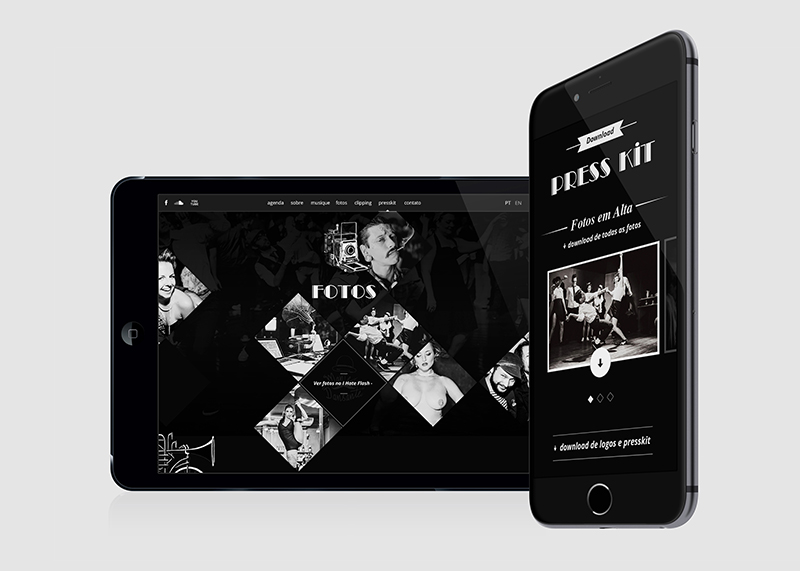 agenda sobre musique fotos clipping presskit contato PT EN
FOTOS
Ver fotos no I Hate Flash
Download
PRESS KIT
Fotos em Alta
download de todas as fotos
download de logos e presskit